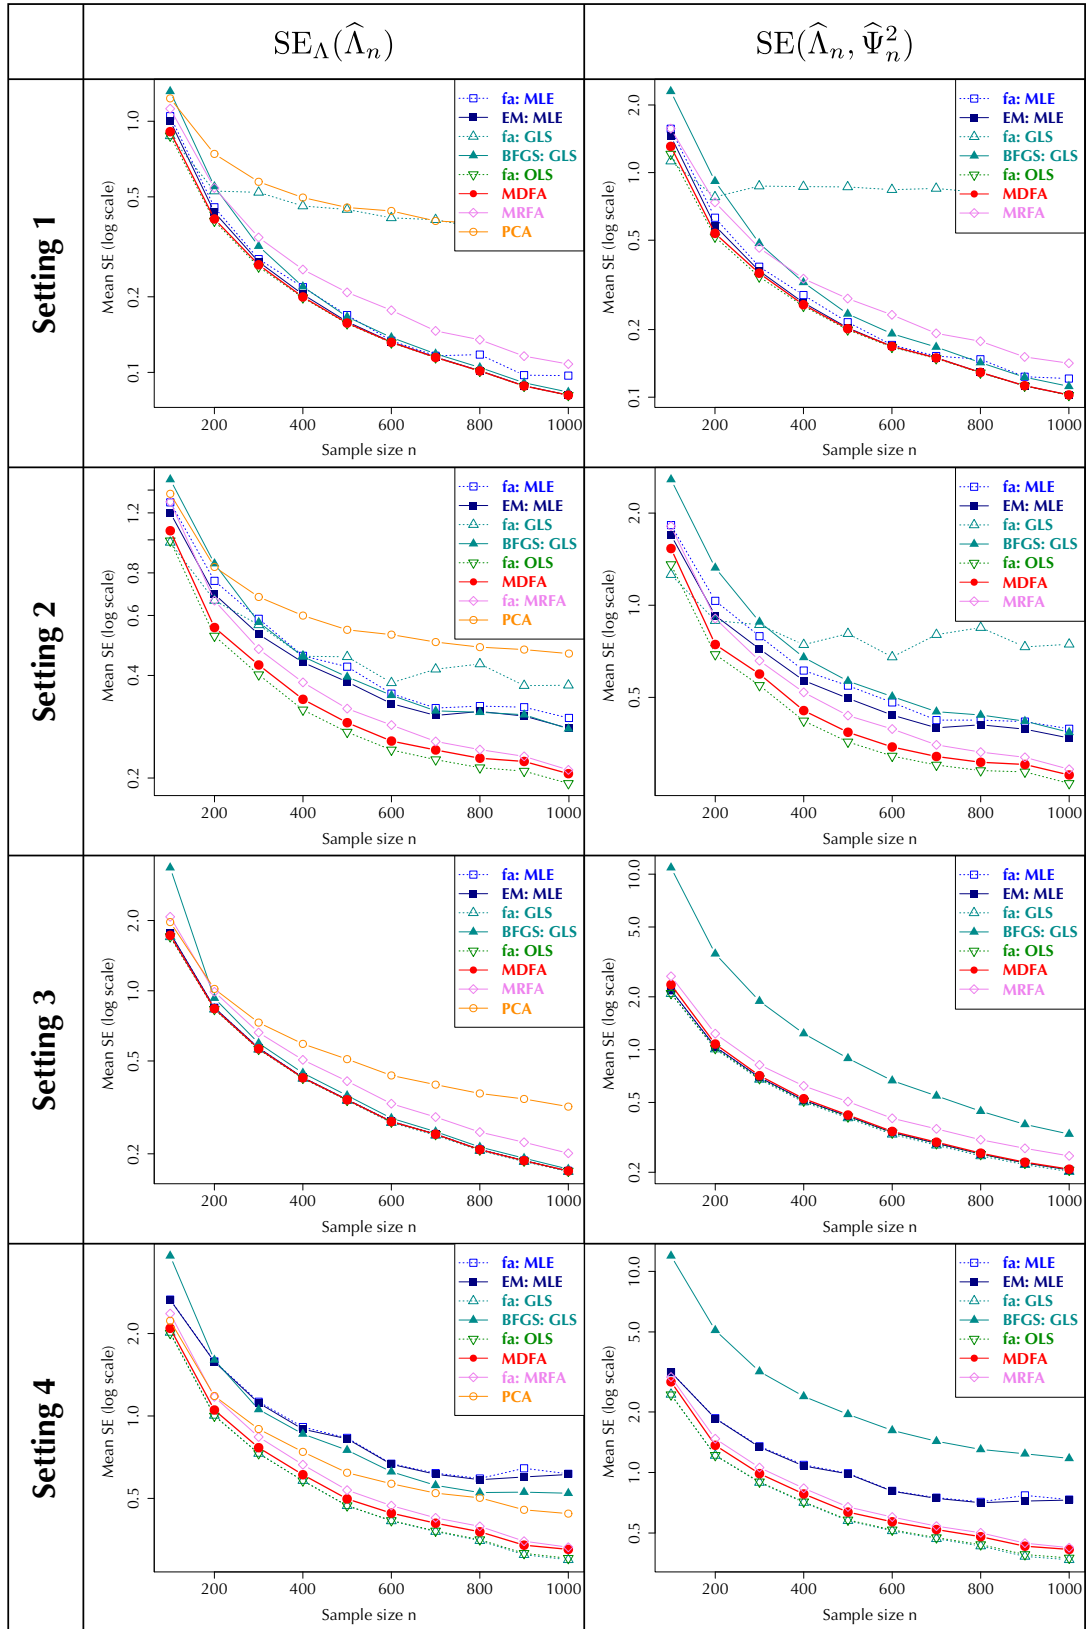 SE_Λ(Λ̂_n)
SE(Λ̂_n, Ψ̂²_n)
Setting 1
Mean SE (log scale)
1.0
0.5
0.2
0.1
fa: MLE
EM: MLE
fa: GLS
BFGS: GLS
fa: OLS
MDFA
MRFA
PCA
200 400 600 800 1000
Sample size n
Mean SE (log scale)
2.0
1.0
0.5
0.2
0.1
fa: MLE
EM: MLE
fa: GLS
BFGS: GLS
fa: OLS
MDFA
MRFA
200 400 600 800 1000
Sample size n
Setting 2
Mean SE (log scale)
1.2
0.8
0.6
0.4
0.2
fa: MLE
EM: MLE
fa: GLS
BFGS: GLS
fa: OLS
MDFA
fa: MRFA
PCA
200 400 600 800 1000
Sample size n
Mean SE (log scale)
2.0
1.0
0.5
fa: MLE
EM: MLE
fa: GLS
BFGS: GLS
fa: OLS
MDFA
MRFA
200 400 600 800 1000
Sample size n
Setting 3
Mean SE (log scale)
2.0
1.0
0.5
0.2
fa: MLE
EM: MLE
fa: GLS
BFGS: GLS
fa: OLS
MDFA
MRFA
PCA
200 400 600 800 1000
Sample size n
Mean SE (log scale)
10.0
5.0
2.0
1.0
0.5
0.2
fa: MLE
EM: MLE
fa: GLS
BFGS: GLS
fa: OLS
MDFA
MRFA
200 400 600 800 1000
Sample size n
Setting 4
Mean SE (log scale)
2.0
1.0
0.5
fa: MLE
EM: MLE
fa: GLS
BFGS: GLS
fa: OLS
MDFA
fa: MRFA
PCA
200 400 600 800 1000
Sample size n
Mean SE (log scale)
10.0
5.0
2.0
1.0
0.5
fa: MLE
EM: MLE
fa: GLS
BFGS: GLS
fa: OLS
MDFA
MRFA
200 400 600 800 1000
Sample size n